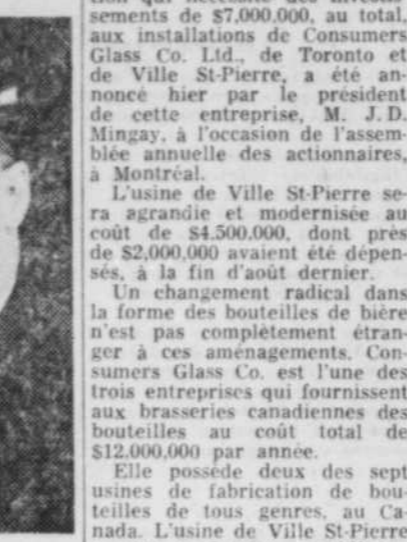 tion qui nécessite des investis-
sements de $7,000,000, au total,
aux installations de Consumers
Glass Co. Ltd., de Toronto et
de Ville St-Pierre, a été an-
noncé hier par le président
de cette entreprise, M. J. D.
Mingay, à l'occasion de l'assem-
blée annuelle des actionnaires,
à Montréal.
L'usine de Ville St-Pierre se-
ra agrandie et modernisée au
coût de $4,500,000, dont près
de $2,000,000 avaient été dépen-
sés, à la fin d'août dernier.
Un changement radical dans
la forme des bouteilles de bière
n'est pas complètement étran-
ger à ces aménagements. Con-
sumers Glass Co. est l'une des
trois entreprises qui fournissent
aux brasseries canadiennes des
bouteilles au coût total de
$12,000,000 par année.
Elle possède deux des sept
usines de fabrication de bou-
teilles de tous genres, au Ca-
nada. L'usine de Ville St-Pierre